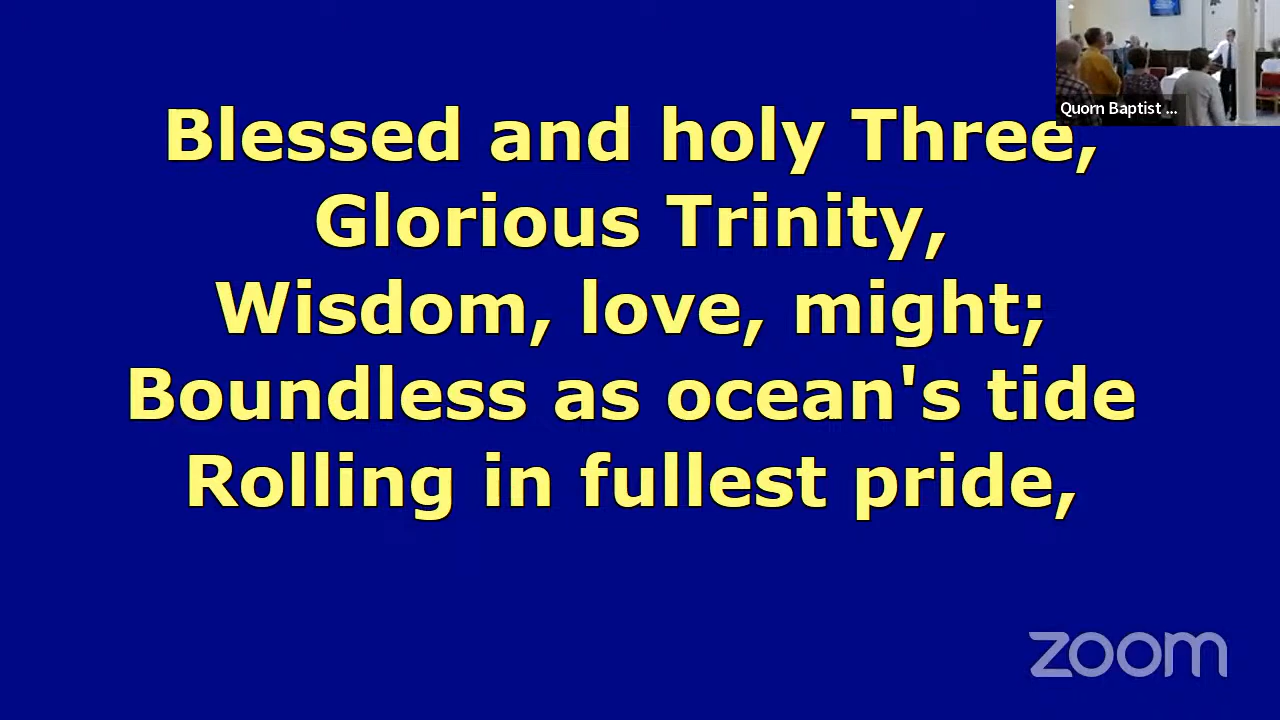 Quorn Baptist ...
Blessed and holy Three,
Glorious Trinity,
Wisdom, love, might;
Boundless as ocean's tide
Rolling in fullest pride,
zoom